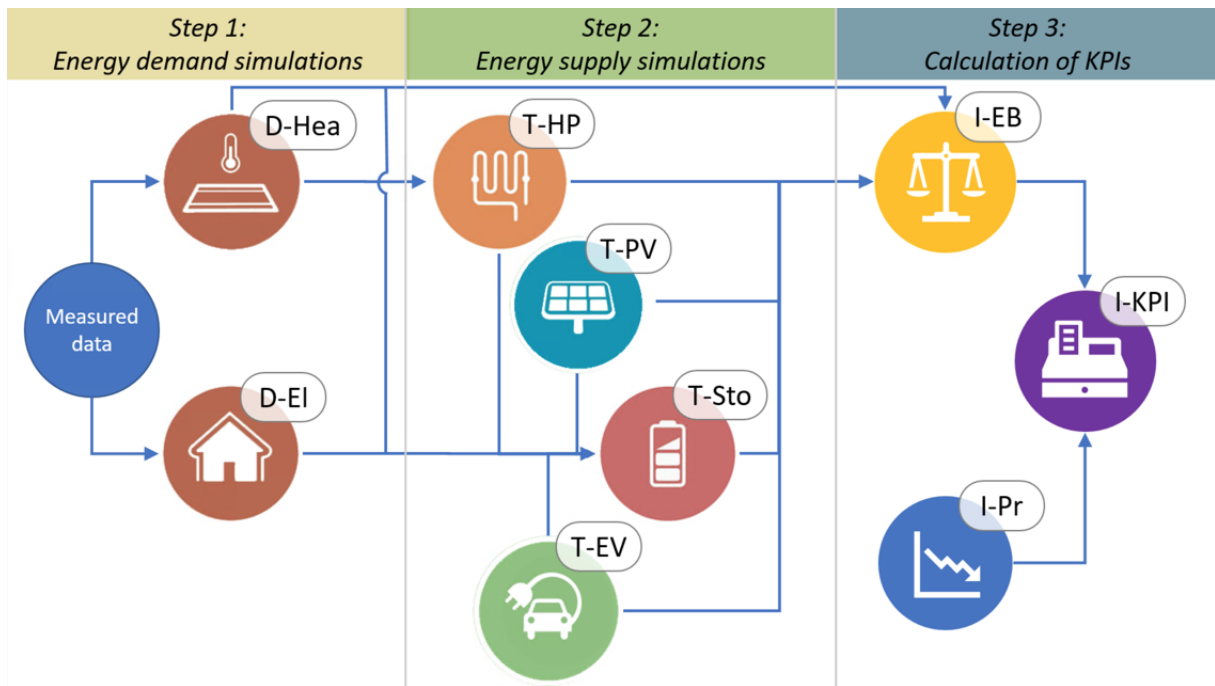 Step 1:
Energy demand simulations
Step 2:
Energy supply simulations
Step 3:
Calculation of KPIs
D-Hea
T-HP
I-EB
T-PV
Measured
data
I-KPI
D-El
T-Sto
I-Pr
T-EV